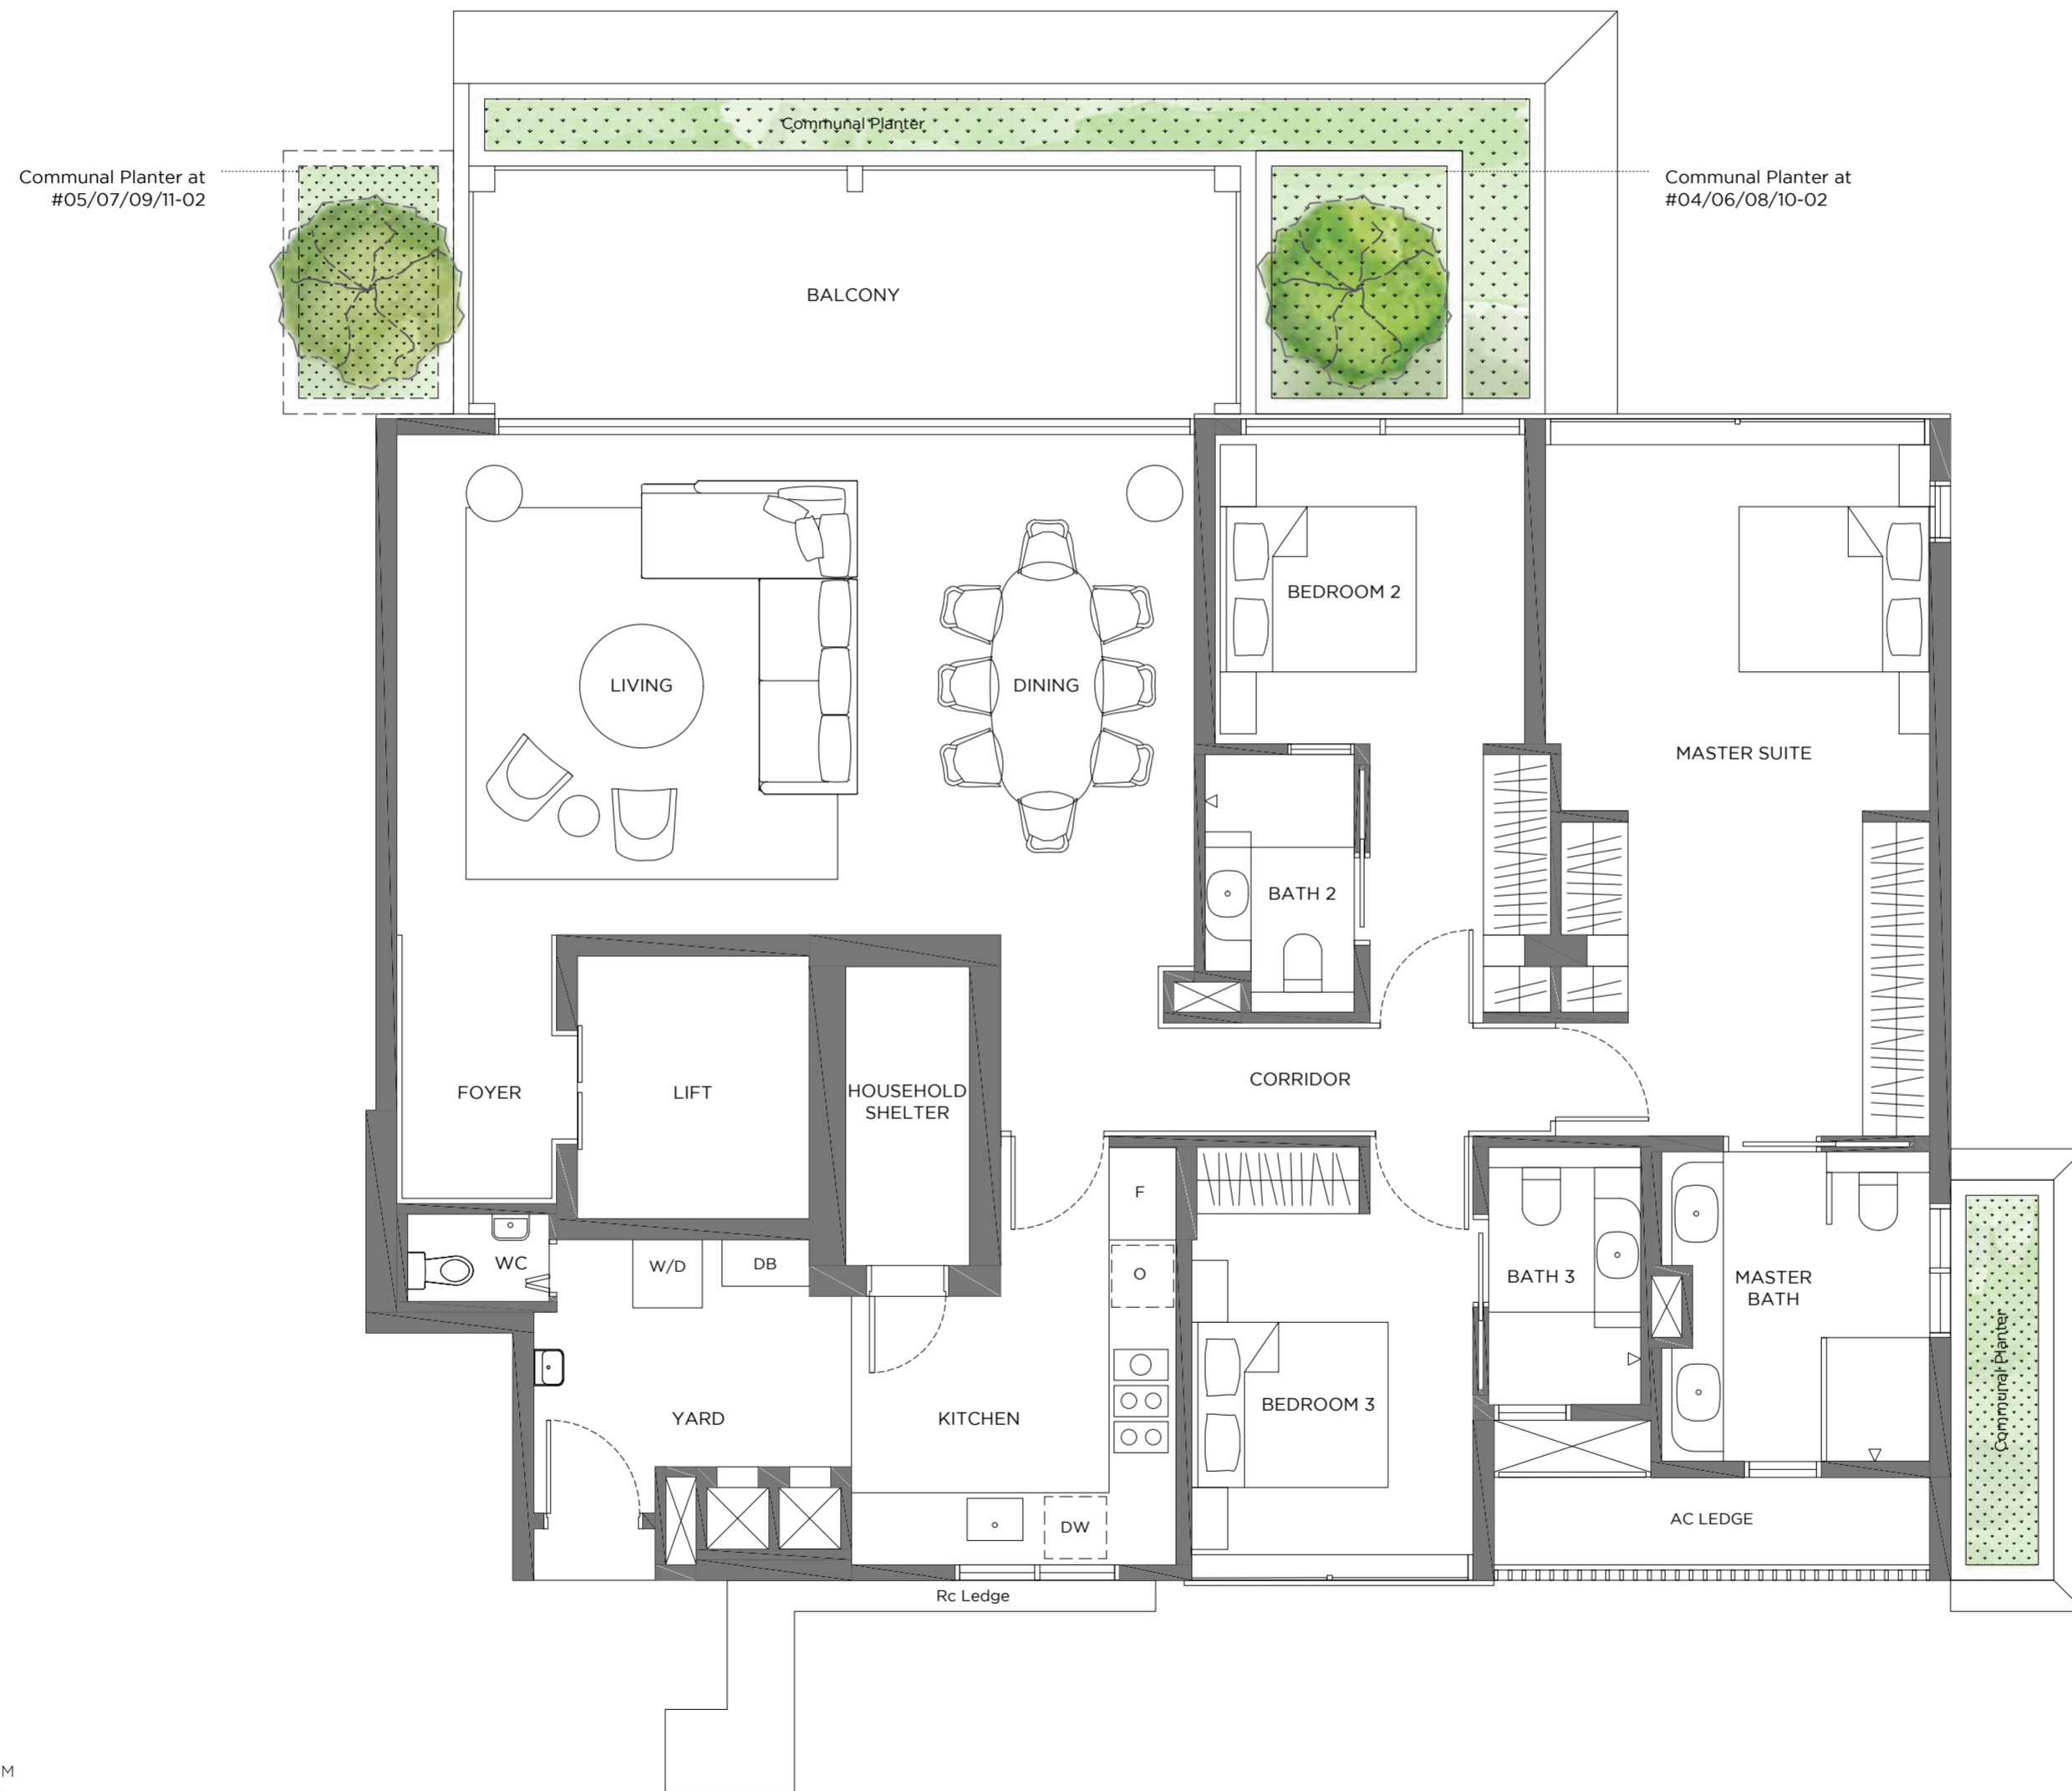 Communal Planter
Communal Planter at
#05/07/09/11-02
Communal Planter at
#04/06/08/10-02
BALCONY
BEDROOM 2
LIVING
DINING
MASTER SUITE
BATH 2
CORRIDOR
FOYER
LIFT
HOUSEHOLD
SHELTER
F
WC
W/D
DB
O
BATH 3
MASTER
BATH
Communal Planter
YARD
KITCHEN
BEDROOM 3
AC LEDGE
DW
Rc Ledge
M